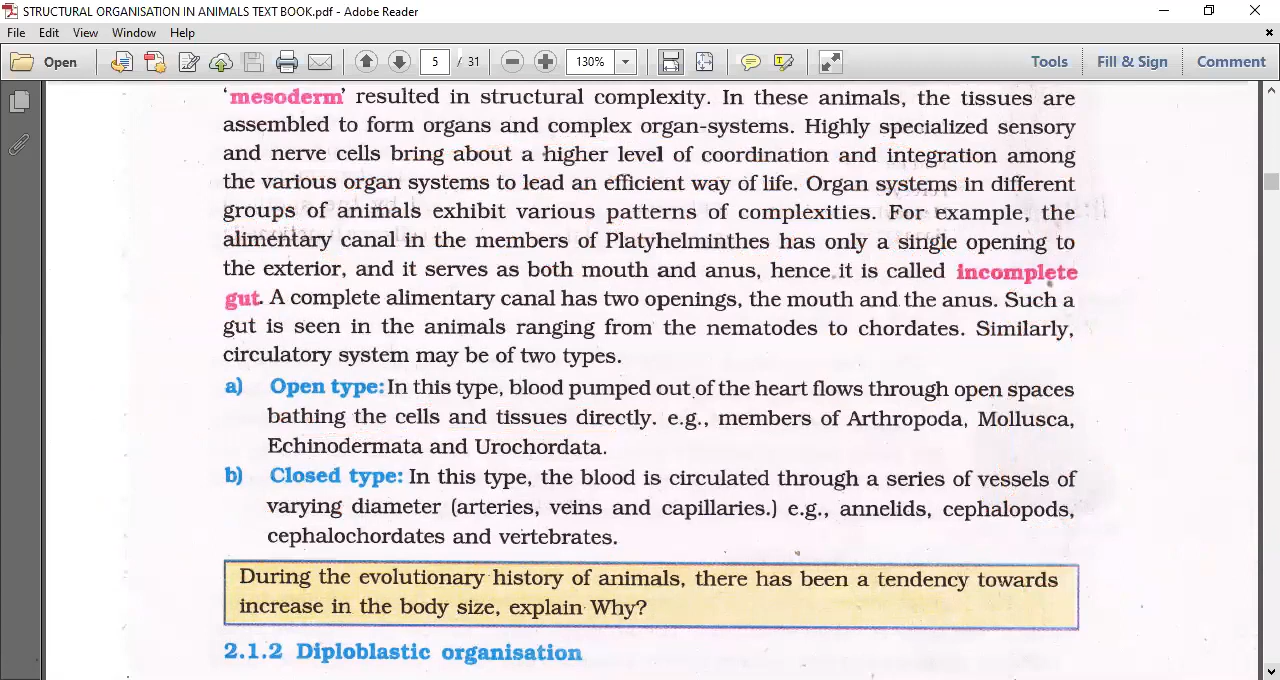 STRUCTURAL ORGANISATION IN ANIMALS TEXT BOOK.pdf - Adobe Reader
File Edit View Window Help
Open 5 / 31 130% Tools Fill & Sign Comment
'mesoderm' resulted in structural complexity. In these animals, the tissues are
assembled to form organs and complex organ-systems. Highly specialized sensory
and nerve cells bring about a higher level of coordination and integration among
the various organ systems to lead an efficient way of life. Organ systems in different
groups of animals exhibit various patterns of complexities. For example, the
alimentary canal in the members of Platyhelminthes has only a single opening to
the exterior, and it serves as both mouth and anus, hence it is called incomplete
gut. A complete alimentary canal has two openings, the mouth and the anus. Such a
gut is seen in the animals ranging from the nematodes to chordates. Similarly,
circulatory system may be of two types.
a) Open type: In this type, blood pumped out of the heart flows through open spaces
bathing the cells and tissues directly. e.g., members of Arthropoda, Mollusca,
Echinodermata and Urochordata.
b) Closed type: In this type, the blood is circulated through a series of vessels of
varying diameter (arteries, veins and capillaries.) e.g., annelids, cephalopods,
cephalochordates and vertebrates.
During the evolutionary history of animals, there has been a tendency towards
increase in the body size, explain Why?
2.1.2 Diploblastic organisation